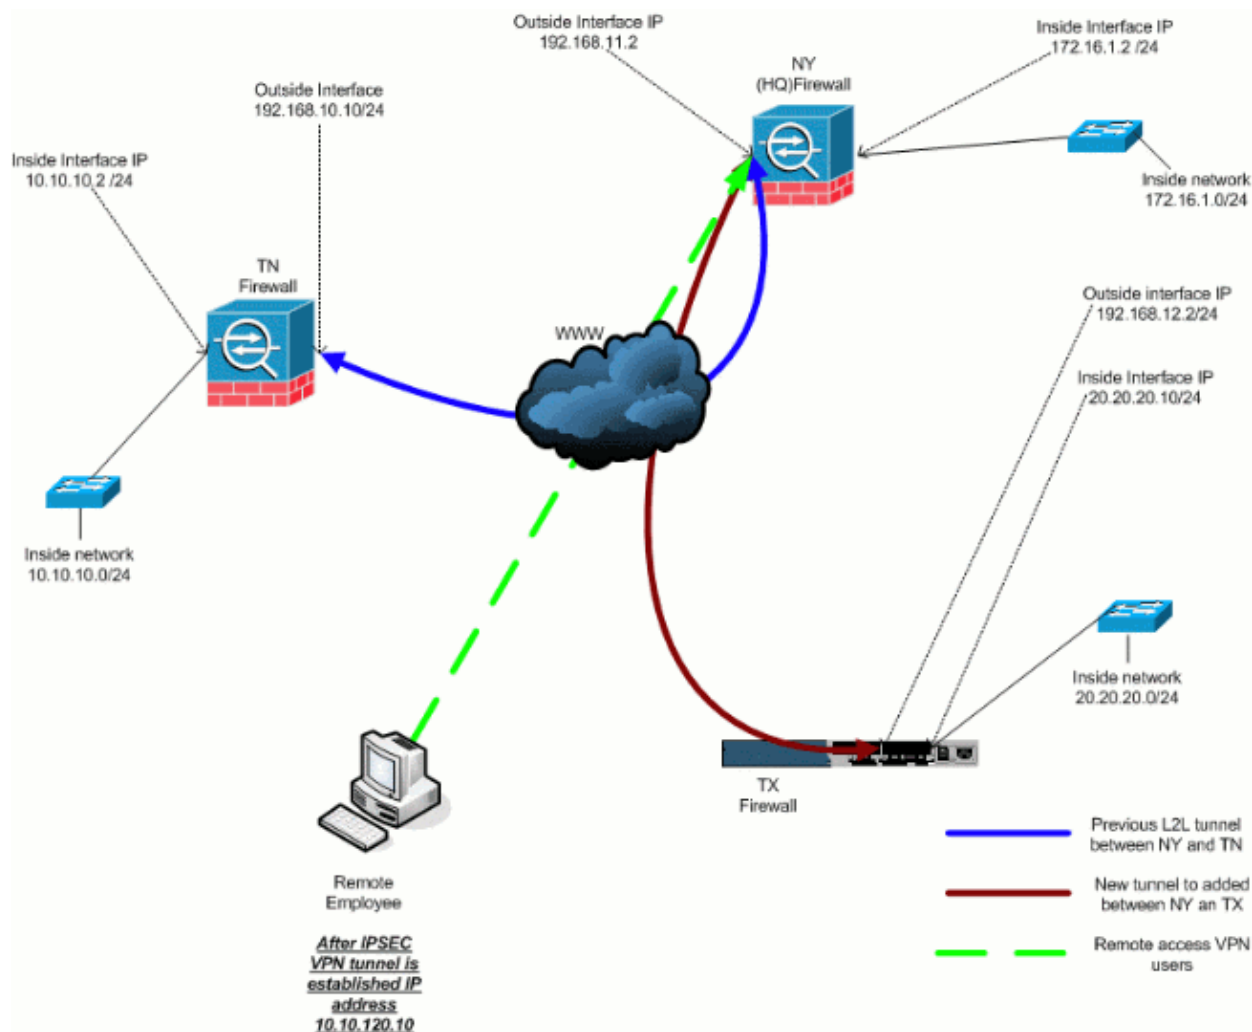 Outside Interface IP
192.168.11.2
Inside Interface IP
172.16.1.2 /24
NY
(HQ)Firewall
Outside Interface
192.168.10.10/24
Inside Interface IP
10.10.10.2 /24
Inside network
172.16.1.0/24
TN
Firewall
Outside interface IP
192.168.12.2/24
WWW
Inside Interface IP
20.20.20.10/24
Inside network
10.10.10.0/24
Inside network
20.20.20.0/24
TX
Firewall
Previous L2L tunnel
between NY and TN
Remote
Employee
New tunnel to added
between NY an TX
After IPSEC
VPN tunnel is
established IP
address
10.10.120.10
Remote access VPN
users